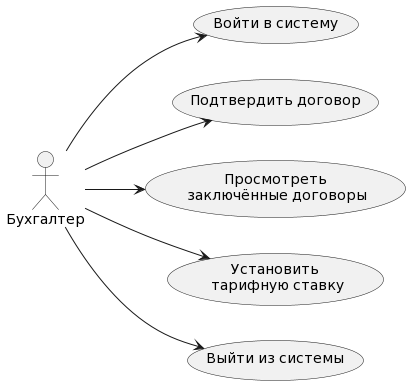 Войти в систему
Подтвердить договор
Просмотреть
заключённые договоры
Бухгалтер
Установить
тарифную ставку
Выйти из системы